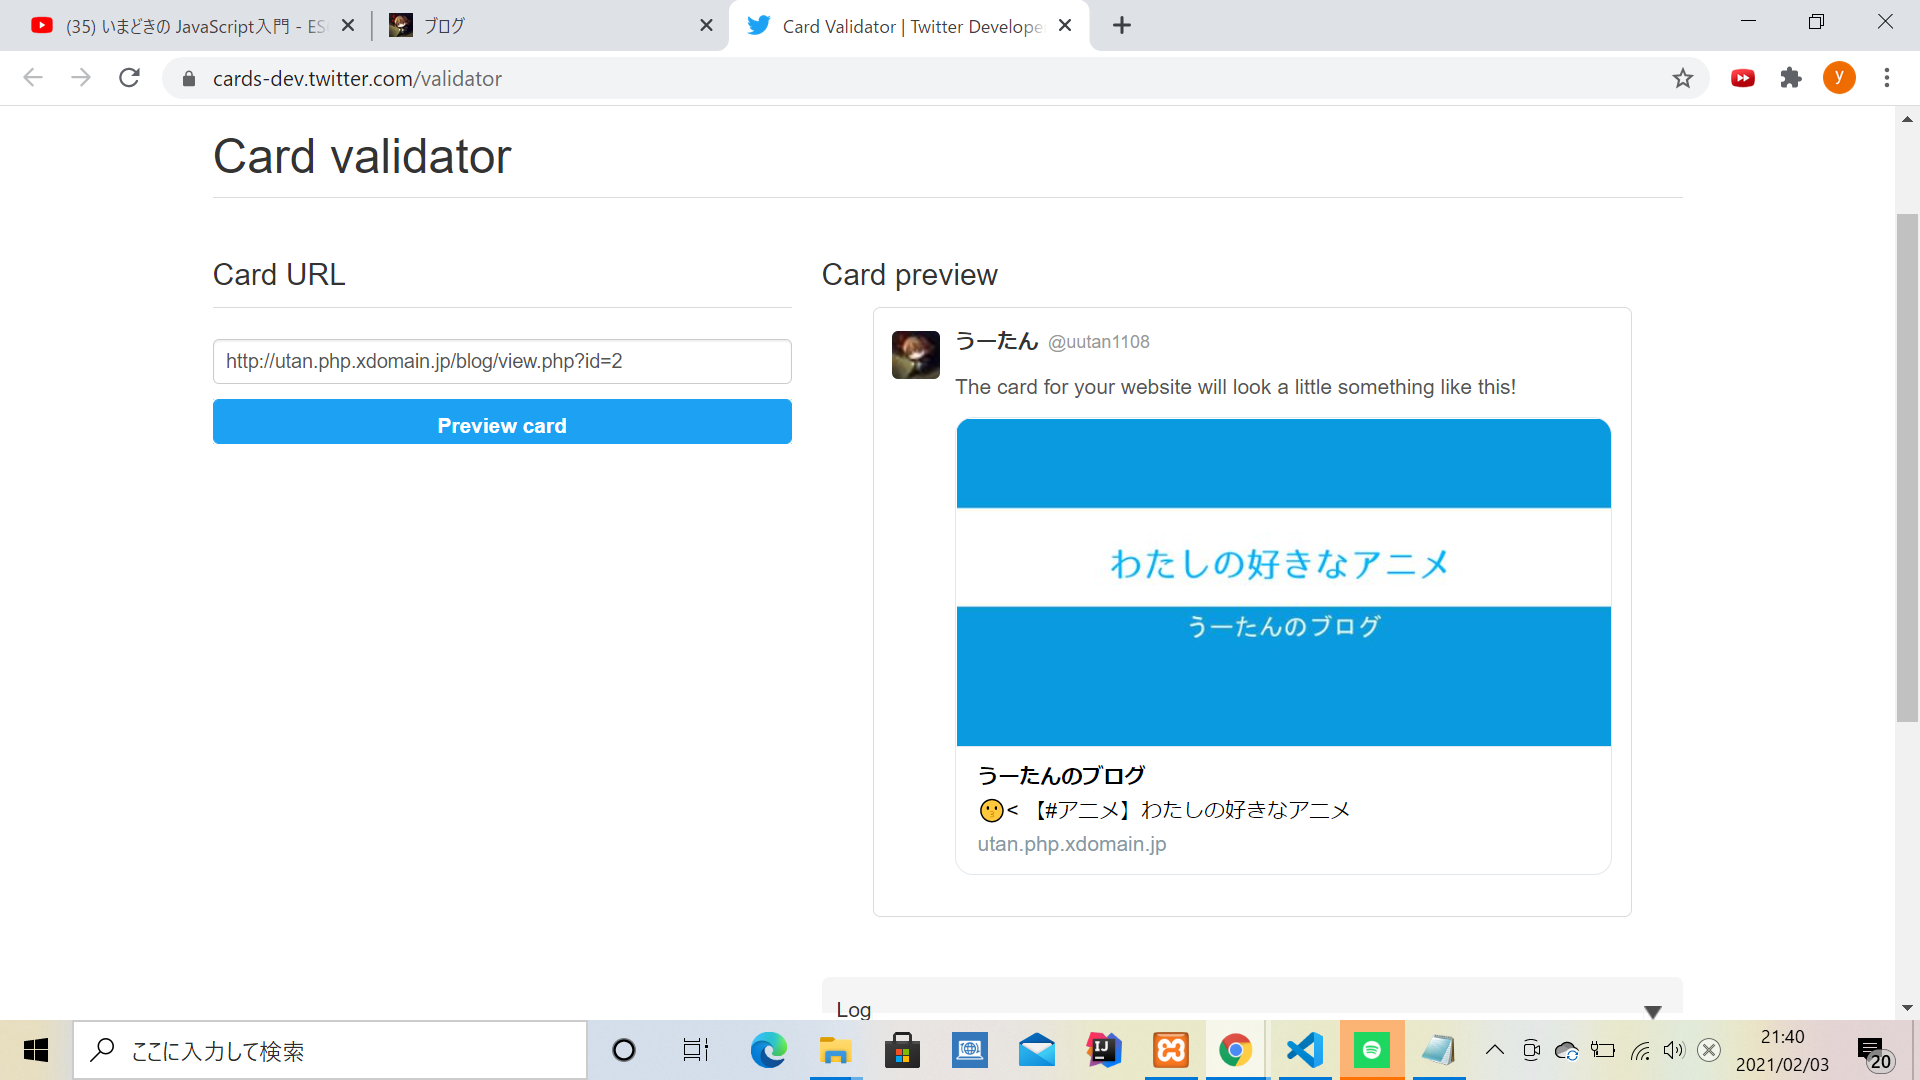 (35) いまどきの JavaScript入門 - ES
ブログ
Card Validator | Twitter Develope
cards-dev.twitter.com/validator
y
Card validator
Card URL
http://utan.php.xdomain.jp/blog/view.php?id=2
Preview card
Card preview
うーたん @uutan1108
The card for your website will look a little something like this!
わたしの好きなアニメ
うーたんのブログ
うーたんのブログ
😗< 【#アニメ】わたしの好きなアニメ
utan.php.xdomain.jp
Log
ここに入力して検索
IJ
21:40
2021/02/03
20